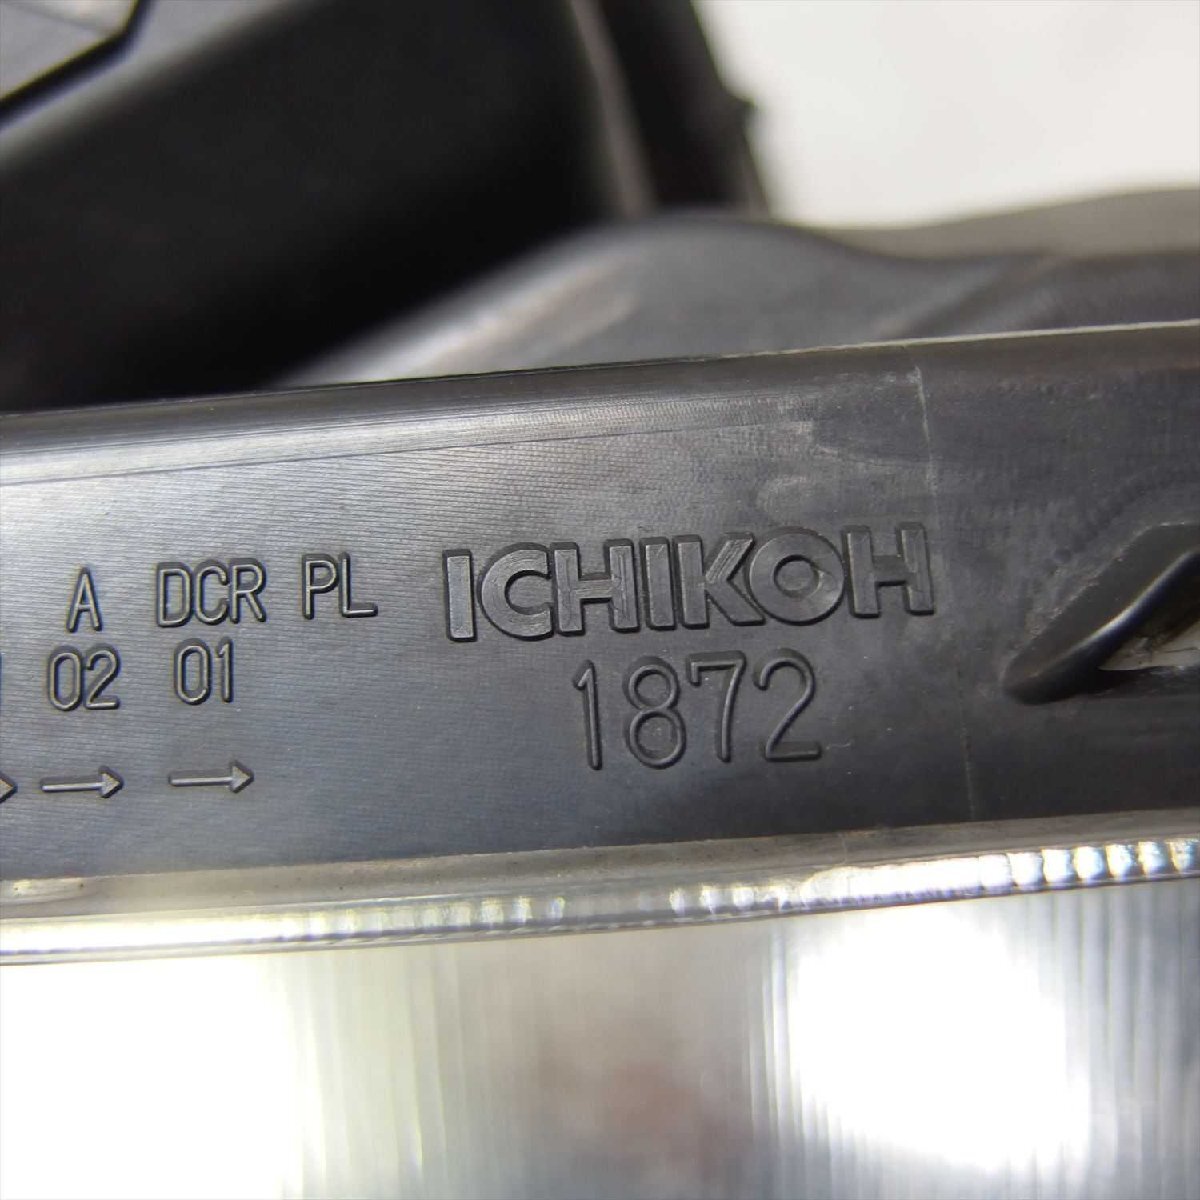 A DCR PL ICHIKOH
02 01 1872
→ →